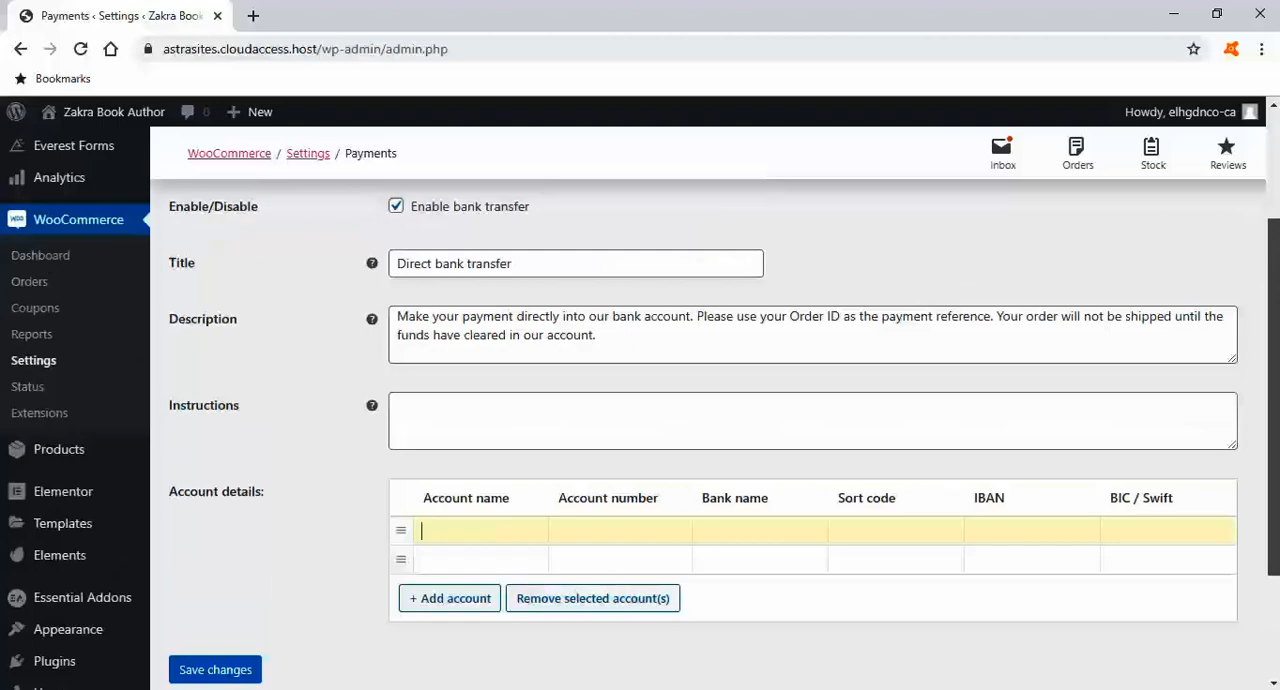 Payments ‹ Settings ‹ Zakra Book
astrasites.cloudaccess.host/wp-admin/admin.php
Bookmarks
Zakra Book Author
0
New
Howdy, elhgdnco-ca
Everest Forms
Analytics
WooCommerce
Dashboard
Orders
Coupons
Reports
Settings
Status
Extensions
Products
Elementor
Templates
Elements
Essential Addons
Appearance
Plugins
WooCommerce / Settings / Payments
Inbox
Orders
Stock
Reviews
Enable/Disable
Enable bank transfer
Title
Direct bank transfer
Description
Make your payment directly into our bank account. Please use your Order ID as the payment reference. Your order will not be shipped until the
funds have cleared in our account.
Instructions
Account details:
Account name Account number Bank name Sort code IBAN BIC / Swift
+ Add account
Remove selected account(s)
Save changes